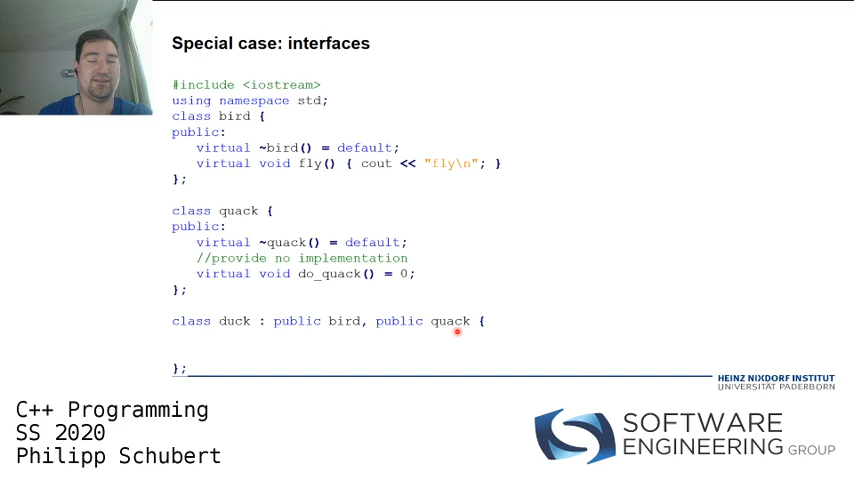 Special case: interfaces
#include <iostream>
using namespace std;
class bird {
public:
virtual ~bird() = default;
virtual void fly() { cout << "fly\n"; }
};
class quack {
public:
virtual ~quack() = default;
//provide no implementation
virtual void do_quack() = 0;
};
class duck : public bird, public quack {
};
HEINZ NIXDORF INSTITUT
UNIVERSITÄT PADERBORN
C++ Programming
SS 2020
Philipp Schubert
SOFTWARE
ENGINEERING GROUP